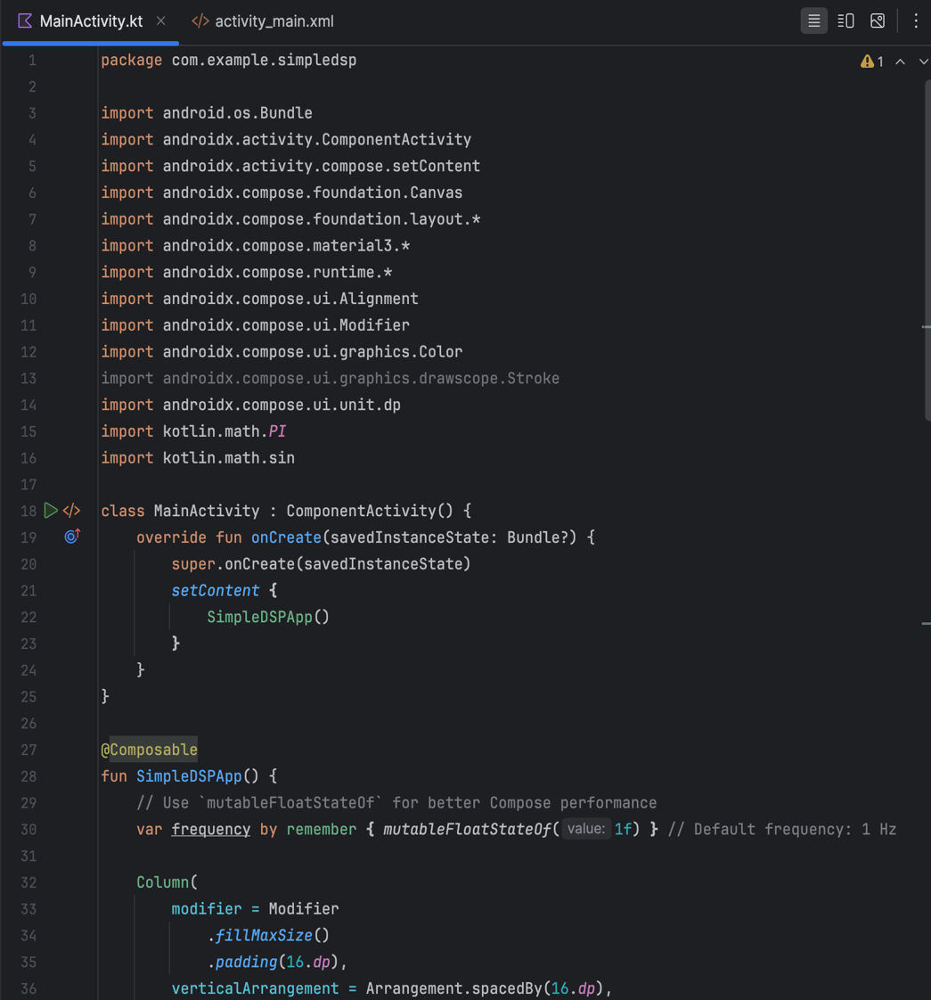 MainActivity.kt
activity_main.xml
1 package com.example.simpledsp
1
2
3 import android.os.Bundle
4 import androidx.activity.ComponentActivity
5 import androidx.activity.compose.setContent
6 import androidx.compose.foundation.Canvas
7 import androidx.compose.foundation.layout.*
8 import androidx.compose.material3.*
9 import androidx.compose.runtime.*
10 import androidx.compose.ui.Alignment
11 import androidx.compose.ui.Modifier
12 import androidx.compose.ui.graphics.Color
13 import androidx.compose.ui.graphics.drawscope.Stroke
14 import androidx.compose.ui.unit.dp
15 import kotlin.math.PI
16 import kotlin.math.sin
17
18 </> class MainActivity : ComponentActivity() {
19     override fun onCreate(savedInstanceState: Bundle?) {
20         super.onCreate(savedInstanceState)
21         setContent {
22             SimpleDSPApp()
23         }
24     }
25 }
26
27 @Composable
28 fun SimpleDSPApp() {
29     // Use `mutableFloatStateOf` for better Compose performance
30     var frequency by remember { mutableFloatStateOf( value: 1f) } // Default frequency: 1 Hz
31
32     Column(
33         modifier = Modifier
34             .fillMaxSize()
35             .padding(16.dp),
36         verticalArrangement = Arrangement.spacedBy(16.dp),